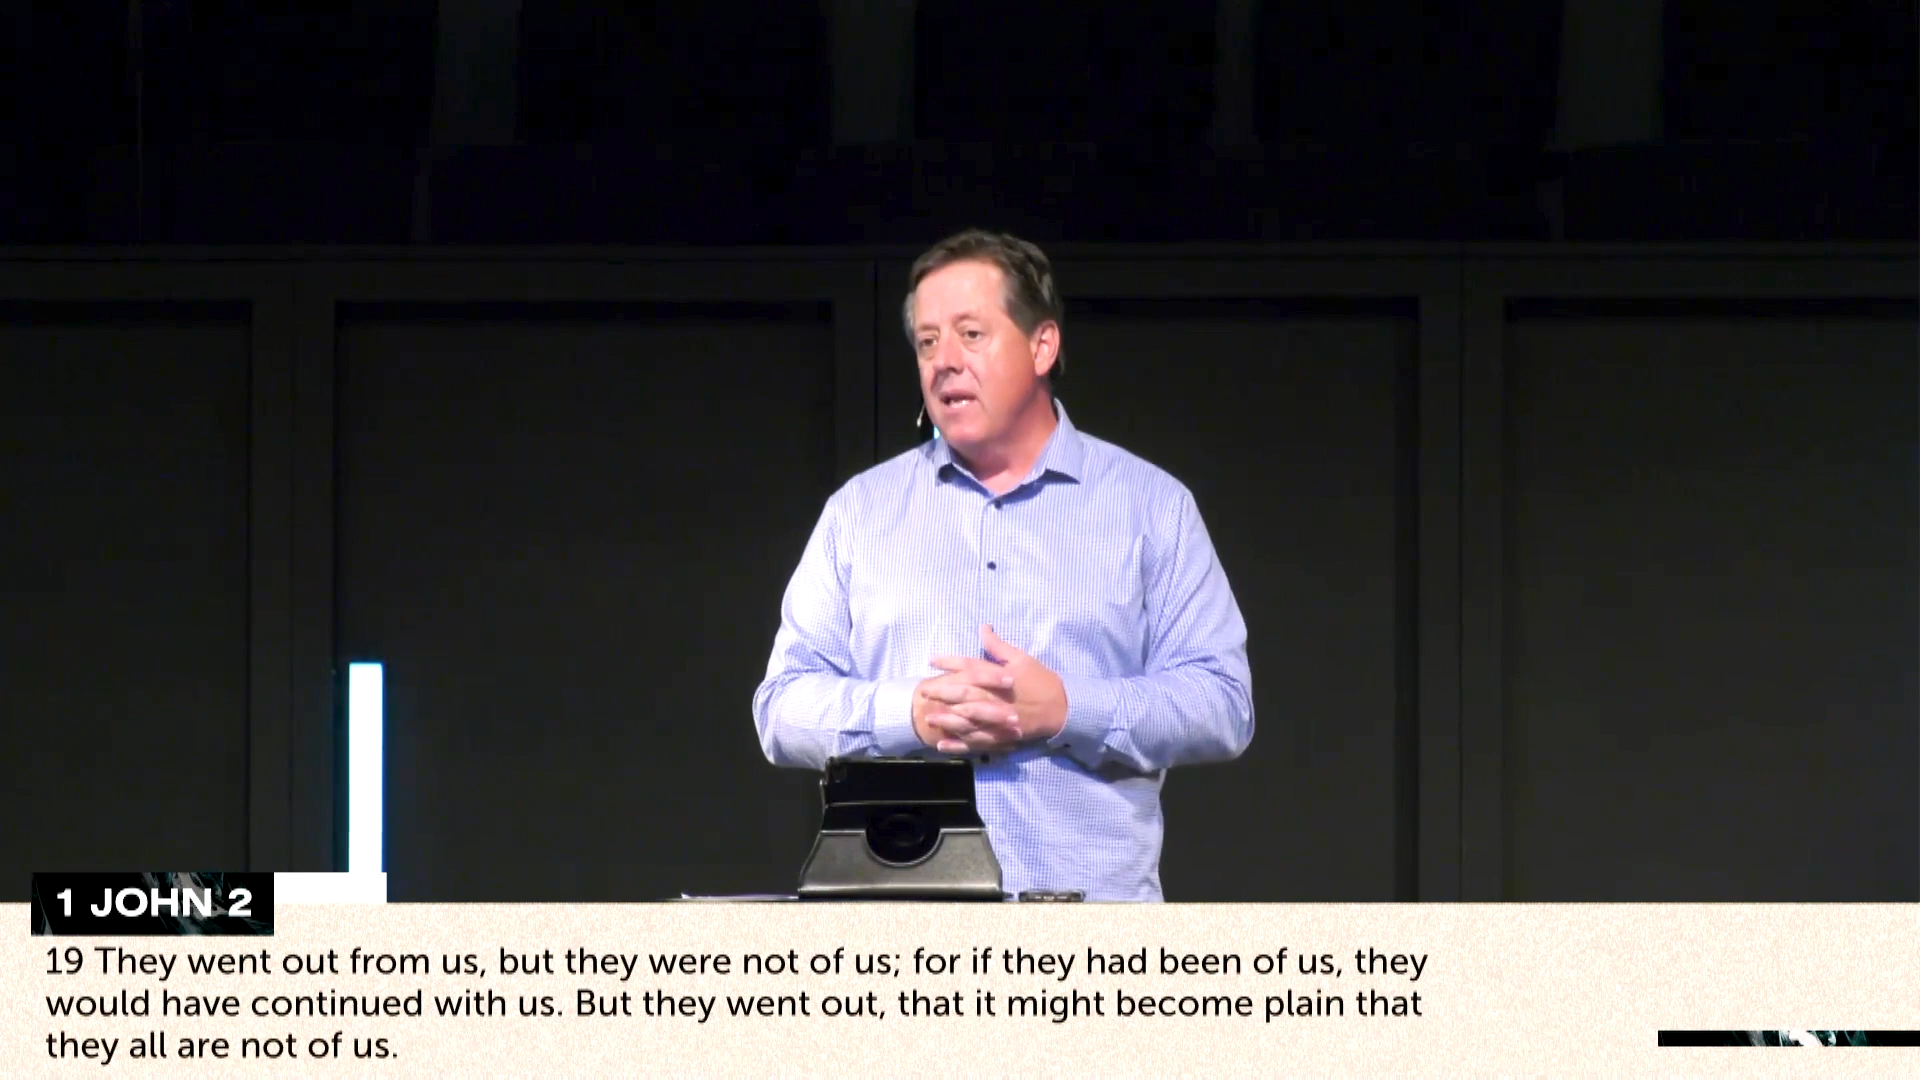 1 JOHN 2
19 They went out from us, but they were not of us; for if they had been of us, they
would have continued with us. But they went out, that it might become plain that
they all are not of us.